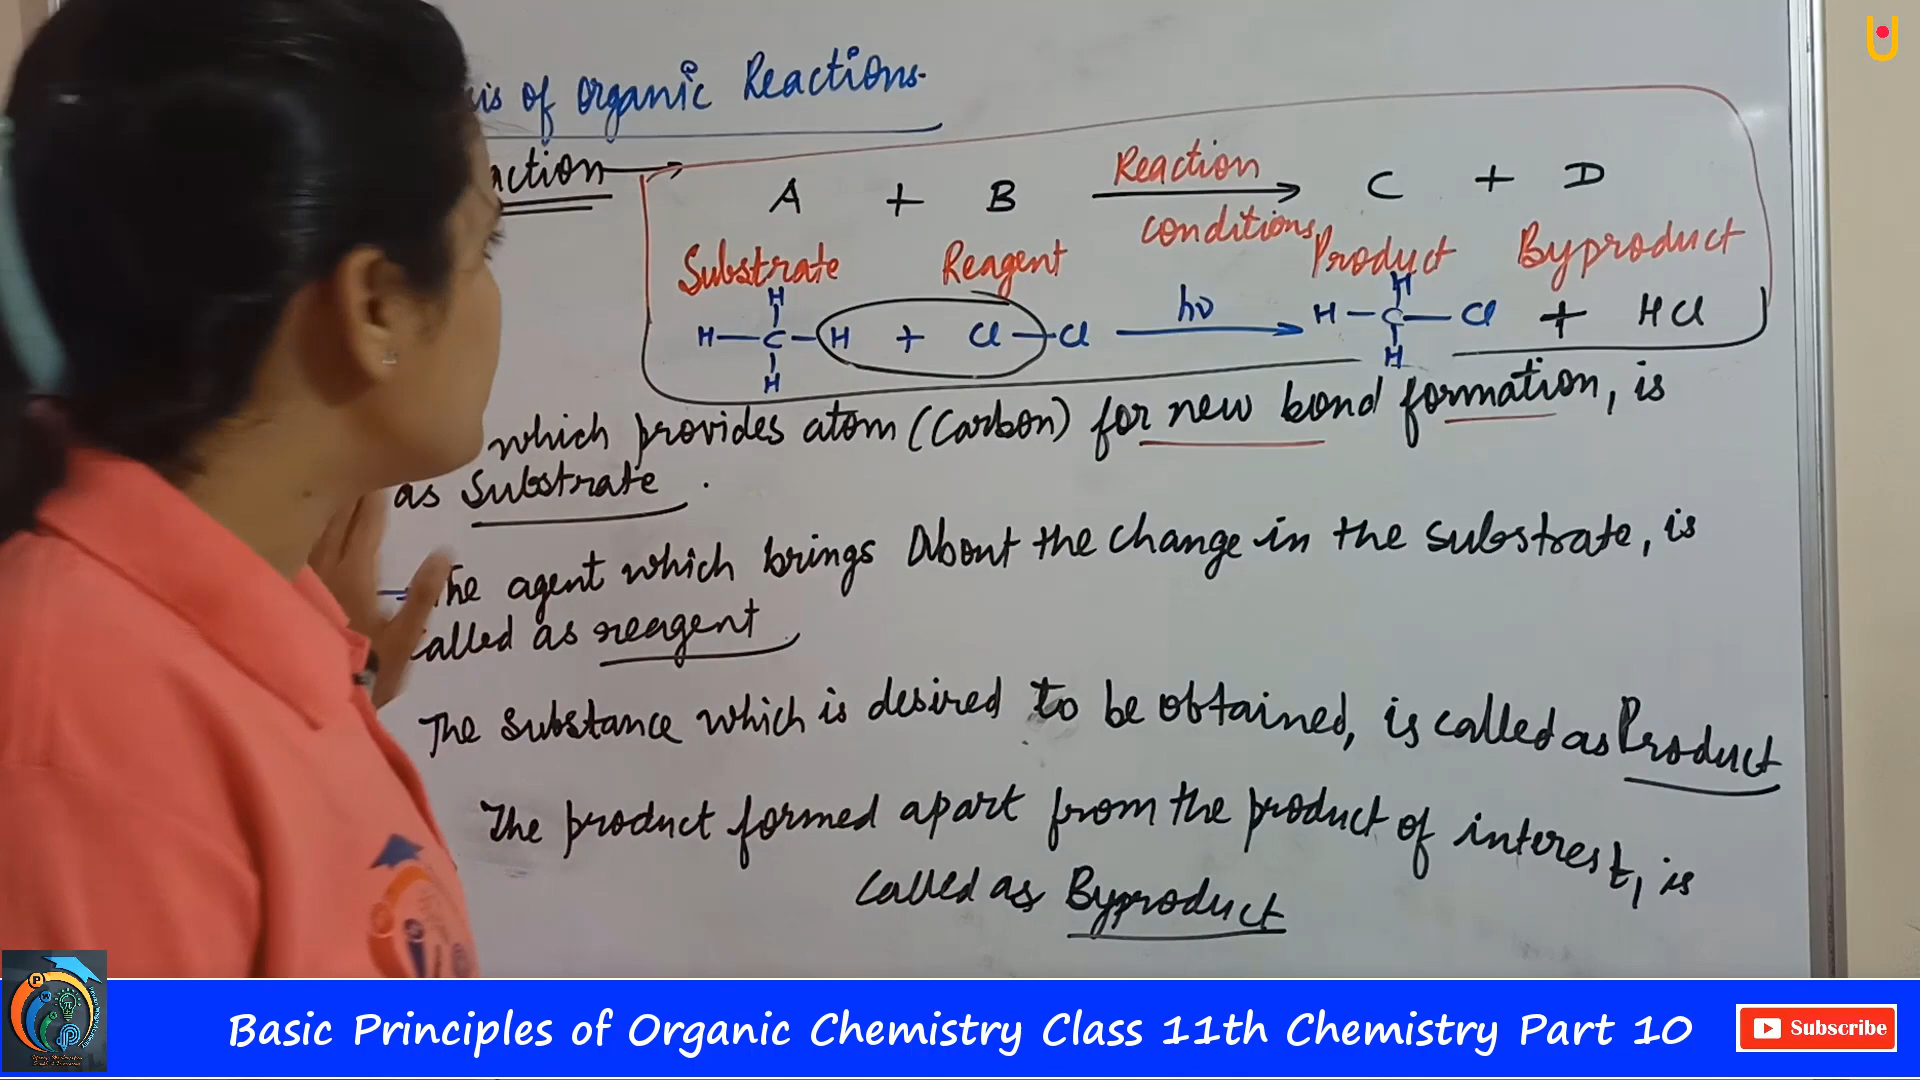 of Organic Reactions.
A + B Reaction conditions C + D
Substrate Reagent Product Byproduct
H H
H—C—H + Cl—Cl hν H—C—Cl + HCl
H H
which provides atom (Carbon) for new bond formation, is
as Substrate.
→ The agent which brings About the change in the substrate, is
called as reagent
The Substance which is desired to be obtained, is called as Product
The product formed apart from the product of interest, is
called as Byproduct
Basic Principles of Organic Chemistry Class 11th Chemistry Part 10
Subscribe